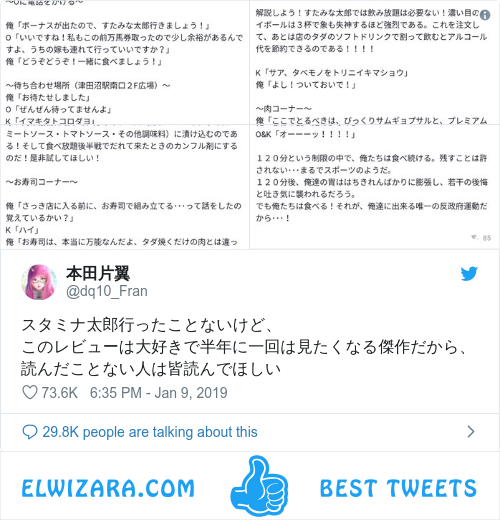 ～Oに電話をかける～
俺「ボーナスが出たので、すたみな太郎行きましょう！」
O「いいですね！私もこの前万馬券取ったので少し余裕があるんで
すよ、うちの嫁も連れて行っていいですか？」
俺「どうぞどうぞ！一緒に食べましょう！」
～待ち合わせ場所（津田沼駅南口２F広場）～
俺「お待たせしました」
O「ぜんぜん待ってませんよ」
K「イマキタトコロダヨ」
解説しよう！すたみな太郎では飲み放題は必要ない！濃い目の
イボールは３杯で象も失神するほど強烈である。これを注文し
て、あとは店のタダのソフトドリンクで割って飲むとアルコール
代を節約できるのである！！！！
K「サア、タベモノをトリニイキマショウ」
俺「よし！ついておいで！」
～肉コーナー～
俺「ここでとるべきは、びっくりサムギョプサルと、プレミアム
ミートソース・トマトソース・その他調味料）に漬け込むのであ
る！そして食べ放題後半戦でだれて来たときのカンフル剤にする
のだ！是非試してほしい！
～お寿司コーナー～
俺「さっき店に入る前に、お寿司で組み立てる･･･って話をしたの
覚えているかい？」
K「ハイ」
俺「お寿司は、本当に万能なんだよ、タダ焼くだけの肉とは違っ
O&K「オーーーッ！！！！」
１２０分という制限の中で、俺たちは食べ続ける。残すことは許
されない･･･まるでスポーツのようだ。
１２０分後、俺達の胃ははちきれんばかりに膨張し、若干の後悔
と吐き気に襲われるだろう。
でも俺たちは食べる！それが、俺達に出来る唯一の反政府運動だ
から･･･！
85
本田片翼
@dq10_Fran
スタミナ太郎行ったことないけど、
このレビューは大好きで半年に一回は見たくなる傑作だから、
読んだことない人は皆読んでほしい
73.6K 6:35 PM - Jan 9, 2019
29.8K people are talking about this
ELWIZARA.COM BEST TWEETS